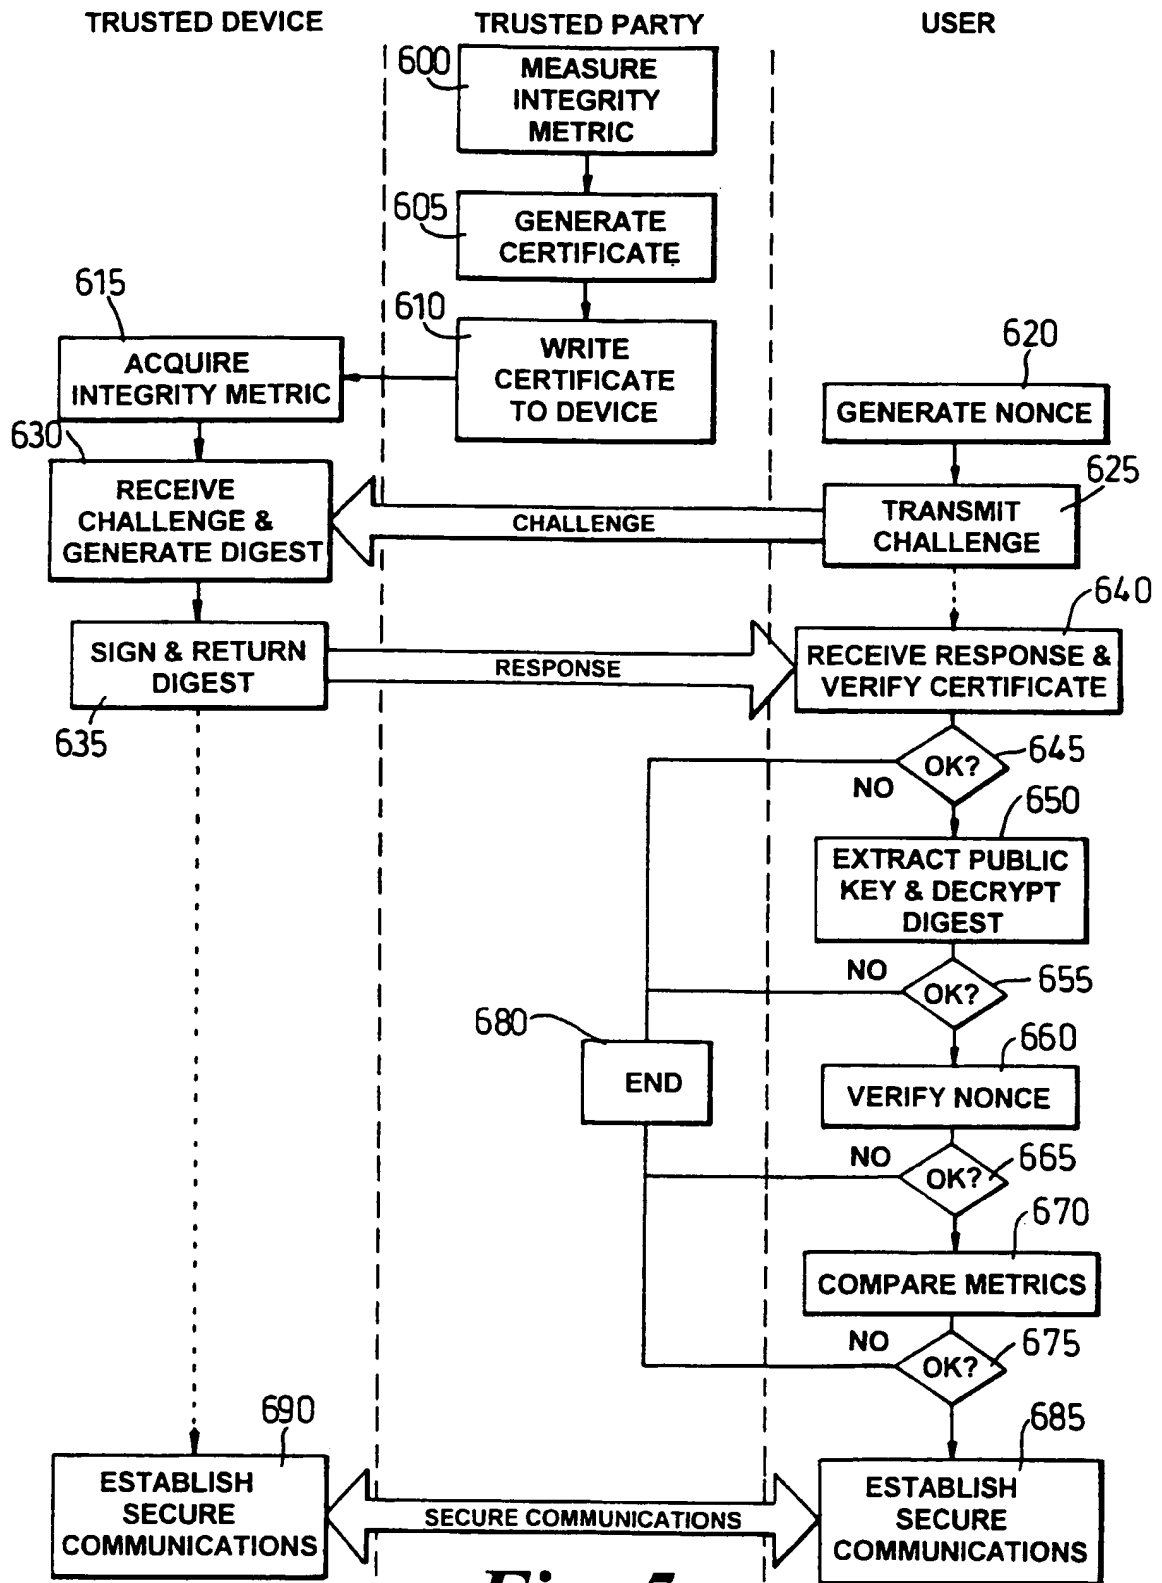 TRUSTED DEVICE
TRUSTED PARTY
USER
600
MEASURE
INTEGRITY
METRIC
605
GENERATE
CERTIFICATE
610
WRITE
CERTIFICATE
TO DEVICE
615
ACQUIRE
INTEGRITY METRIC
620
GENERATE NONCE
625
TRANSMIT
CHALLENGE
CHALLENGE
630
RECEIVE
CHALLENGE &
GENERATE DIGEST
SIGN & RETURN
DIGEST
635
RESPONSE
640
RECEIVE RESPONSE &
VERIFY CERTIFICATE
OK?
645
NO
650
EXTRACT PUBLIC
KEY & DECRYPT
DIGEST
NO
OK?
655
680
END
660
VERIFY NONCE
NO
OK?
665
670
COMPARE METRICS
NO
OK?
675
690
ESTABLISH
SECURE
COMMUNICATIONS
SECURE COMMUNICATIONS
685
ESTABLISH
SECURE
COMMUNICATIONS